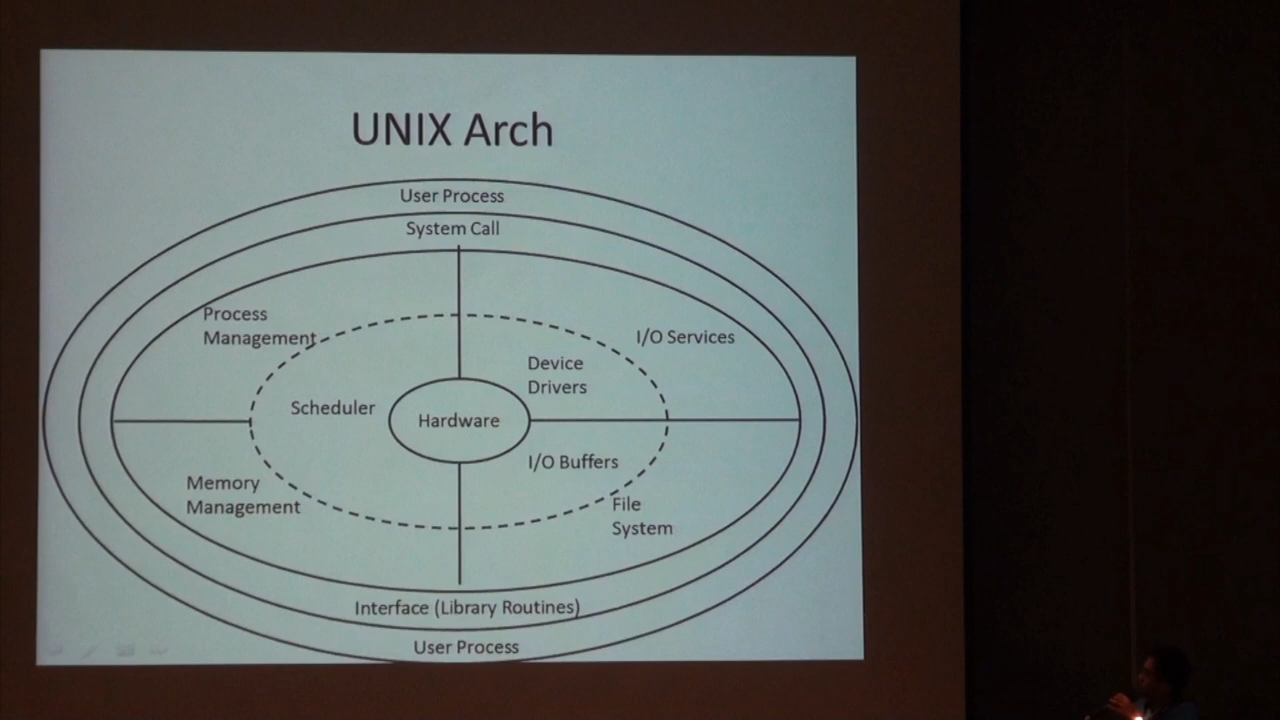 UNIX Arch
User Process
System Call
Process
Management
I/O Services
Device
Drivers
Scheduler
Hardware
I/O Buffers
Memory
Management
File
System
Interface (Library Routines)
User Process